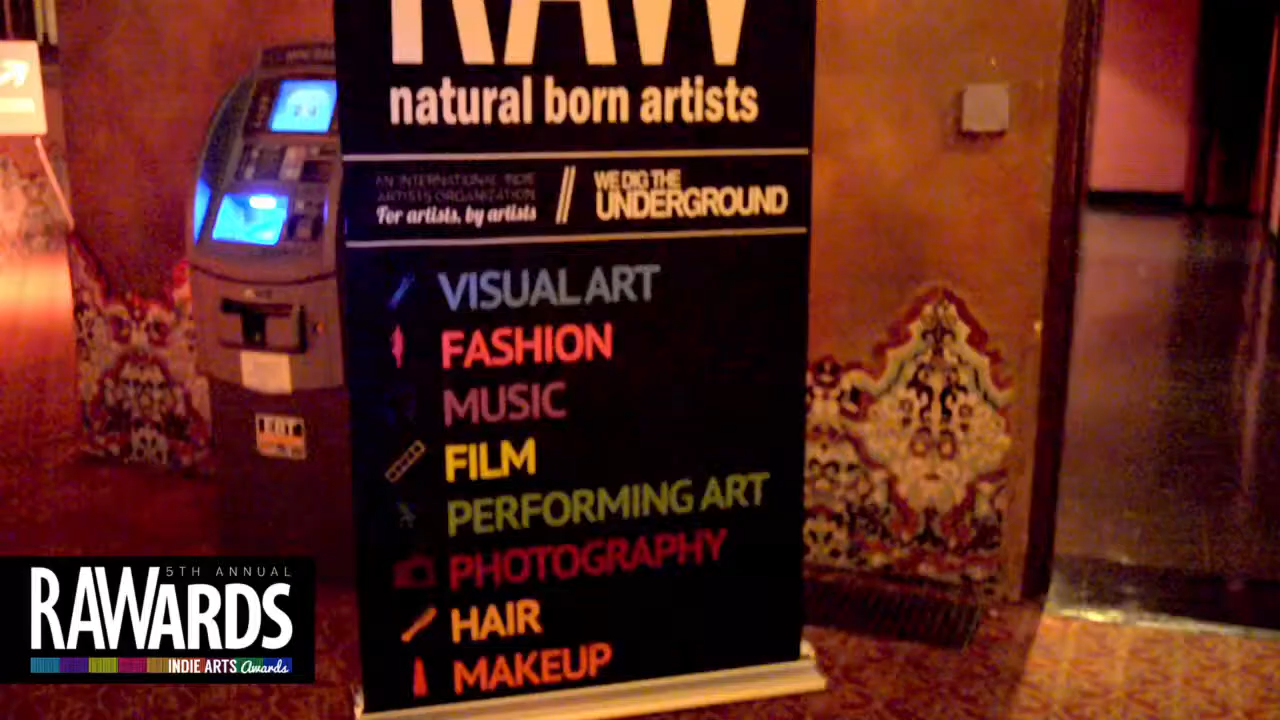 RAW
natural born artists
AN INTERNATIONAL INDIE
ARTISTS ORGANIZATION
For artists, by artists
//
WE DIG THE
UNDERGROUND
VISUAL ART
FASHION
MUSIC
FILM
PERFORMING ART
PHOTOGRAPHY
HAIR
MAKEUP
5TH ANNUAL
RAWARDS
INDIE ARTS Awards